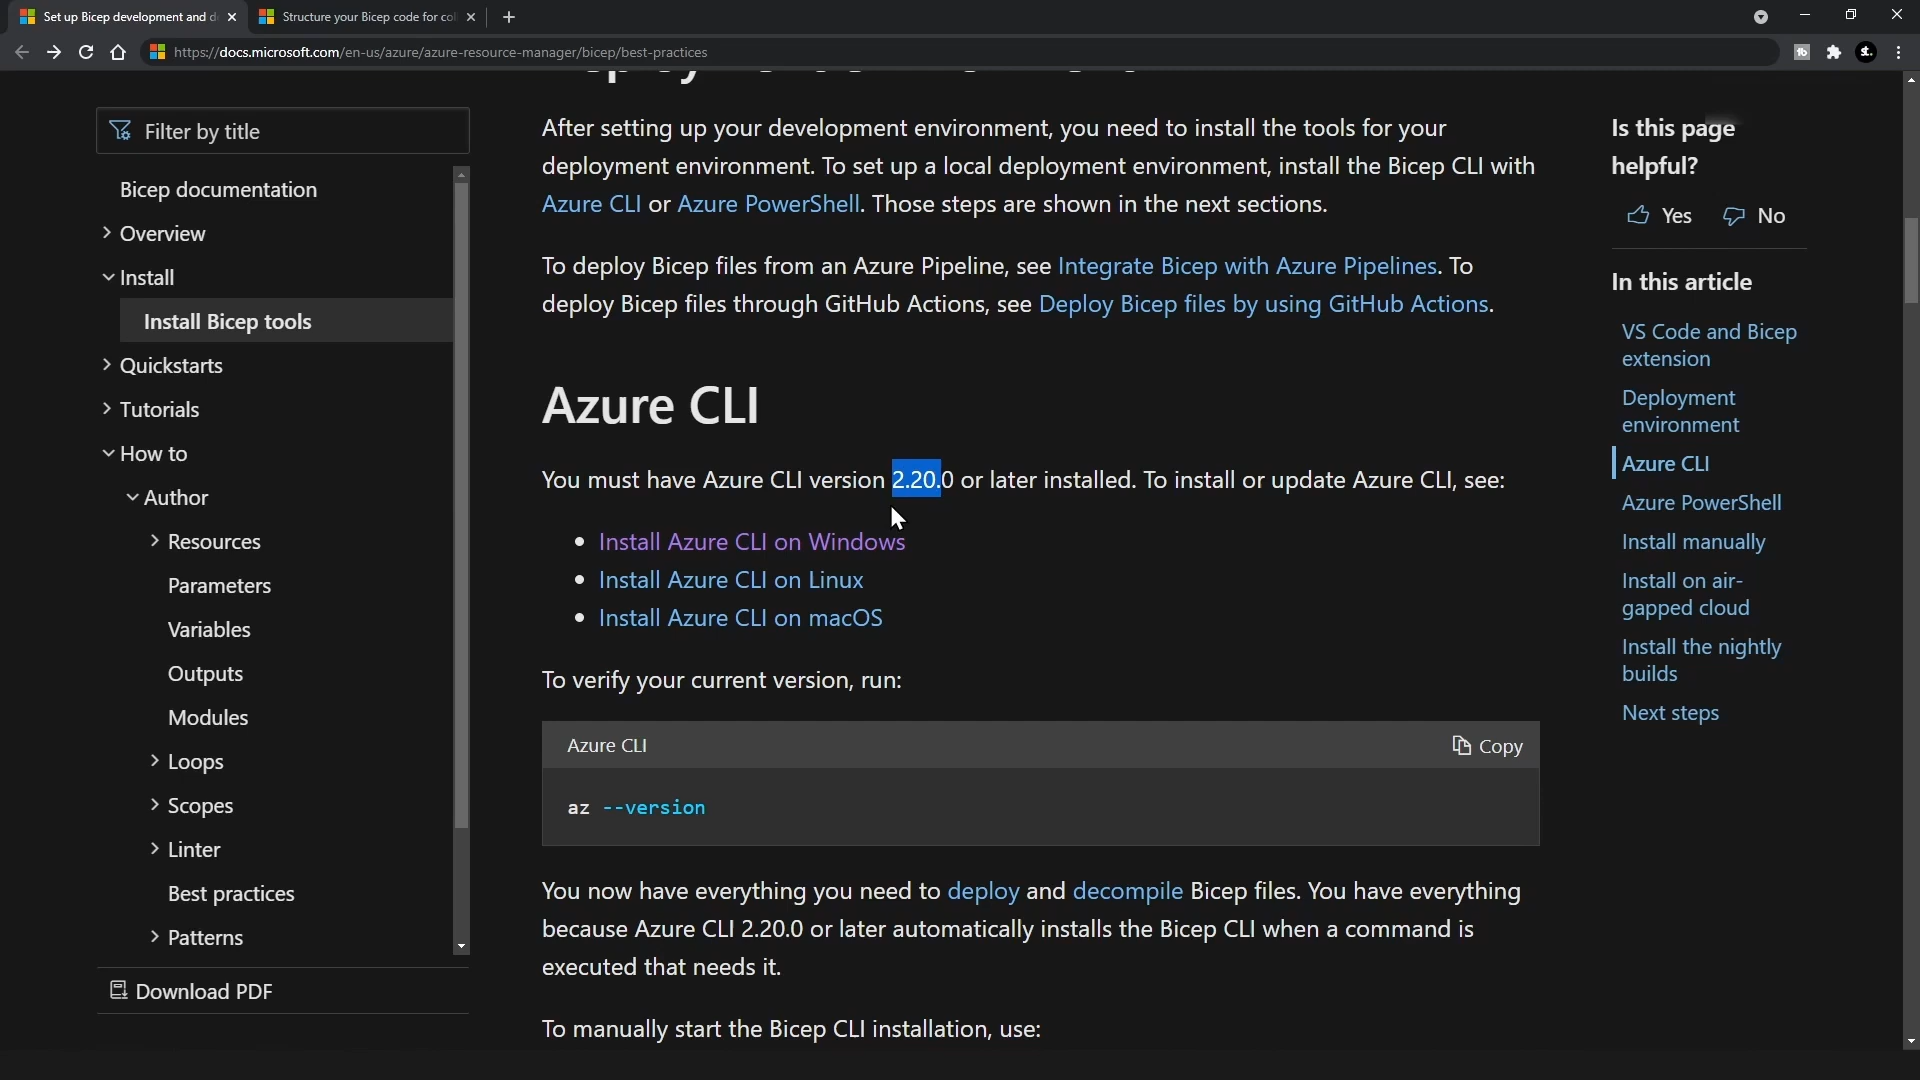 Set up Bicep development and d
Structure your Bicep code for col
https://docs.microsoft.com/en-us/azure/azure-resource-manager/bicep/best-practices
Filter by title
Bicep documentation
Overview
Install
Install Bicep tools
Quickstarts
Tutorials
How to
Author
Resources
Parameters
Variables
Outputs
Modules
Loops
Scopes
Linter
Best practices
Patterns
Download PDF
After setting up your development environment, you need to install the tools for your
deployment environment. To set up a local deployment environment, install the Bicep CLI with
Azure CLI or Azure PowerShell. Those steps are shown in the next sections.
To deploy Bicep files from an Azure Pipeline, see Integrate Bicep with Azure Pipelines. To
deploy Bicep files through GitHub Actions, see Deploy Bicep files by using GitHub Actions.
Azure CLI
You must have Azure CLI version 2.20.0 or later installed. To install or update Azure CLI, see:
• Install Azure CLI on Windows
• Install Azure CLI on Linux
• Install Azure CLI on macOS
To verify your current version, run:
Azure CLI
Copy
az --version
You now have everything you need to deploy and decompile Bicep files. You have everything
because Azure CLI 2.20.0 or later automatically installs the Bicep CLI when a command is
executed that needs it.
To manually start the Bicep CLI installation, use:
Is this page
helpful?
Yes No
In this article
VS Code and Bicep
extension
Deployment
environment
Azure CLI
Azure PowerShell
Install manually
Install on air-
gapped cloud
Install the nightly
builds
Next steps